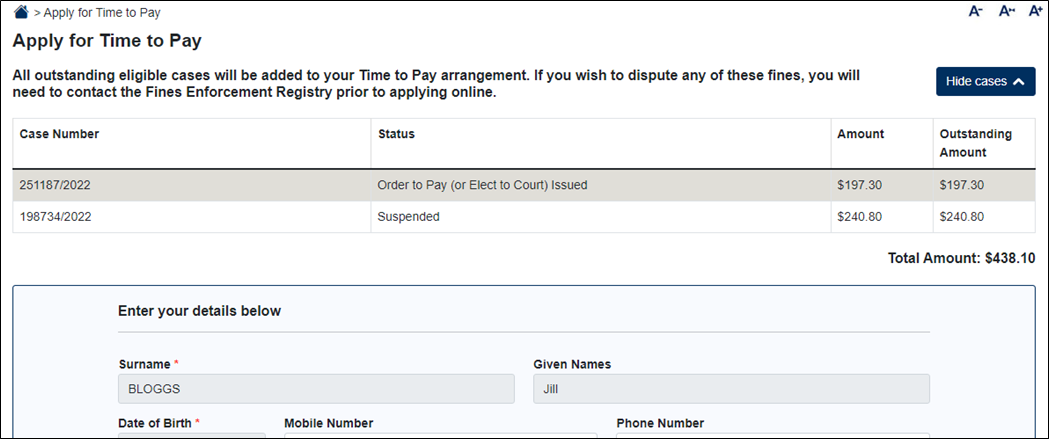 > Apply for Time to Pay
A- A↔ A+
Apply for Time to Pay
All outstanding eligible cases will be added to your Time to Pay arrangement. If you wish to dispute any of these fines, you will
need to contact the Fines Enforcement Registry prior to applying online.
Hide cases
Case Number Status Amount Outstanding
Amount
251187/2022 Order to Pay (or Elect to Court) Issued $197.30 $197.30
198734/2022 Suspended $240.80 $240.80
Total Amount: $438.10
Enter your details below
Surname * Given Names
BLOGGS Jill
Date of Birth * Mobile Number Phone Number